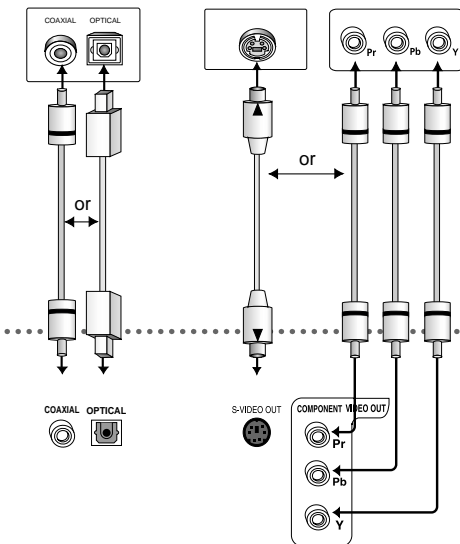 COAXIAL OPTICAL
Pr Pb Y
or
or
COAXIAL OPTICAL
S-VIDEO OUT
COMPONENT VIDEO OUT
Pr
Pb
Y